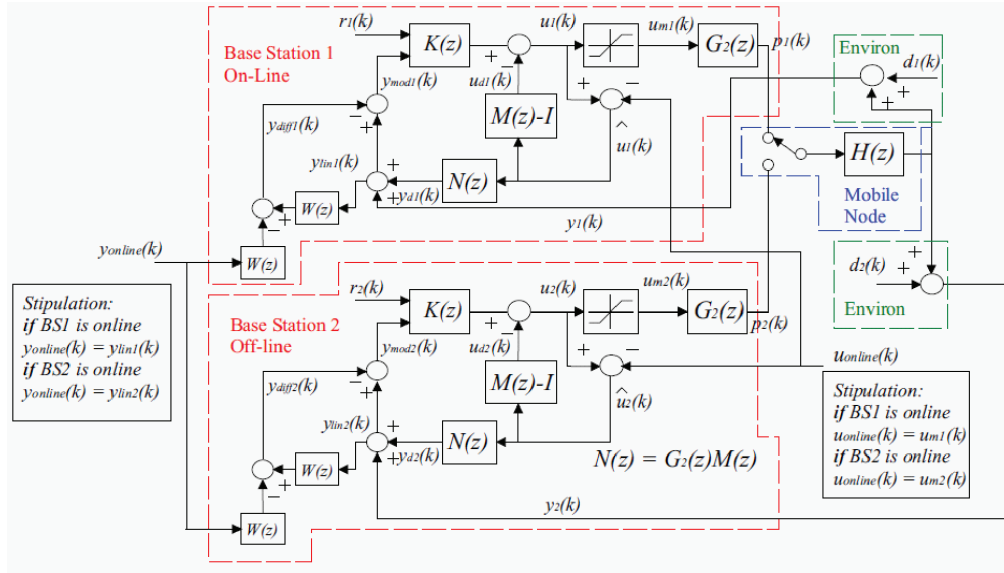 r1(k)
u1(k)
um1(k)
p1(k)
Base Station 1
On-Line
K(z)
G2(z)
Environ
d1(k)
+
+
+
-
ymod1(k)
ud1(k)
-
+
M(z)-I
+
-
û1(k)
ydiff1(k)
-
+
ylin1(k)
+
+
N(z)
yd1(k)
W(z)
+
-
H(z)
Mobile
Node
y1(k)
yonline(k)
W(z)
Stipulation:
if BS1 is online
yonline(k) = ylin1(k)
if BS2 is online
yonline(k) = ylin2(k)
r2(k)
u2(k)
um2(k)
p2(k)
Base Station 2
Off-line
K(z)
G2(z)
d2(k)
+
+
Environ
+
-
ymod2(k)
ud2(k)
-
+
M(z)-I
+
-
û2(k)
uonline(k)
ydiff2(k)
-
+
ylin2(k)
+
+
N(z)
yd2(k)
W(z)
+
-
N(z) = G2(z)M(z)
y2(k)
W(z)
Stipulation:
if BS1 is online
uonline(k) = um1(k)
if BS2 is online
uonline(k) = um2(k)